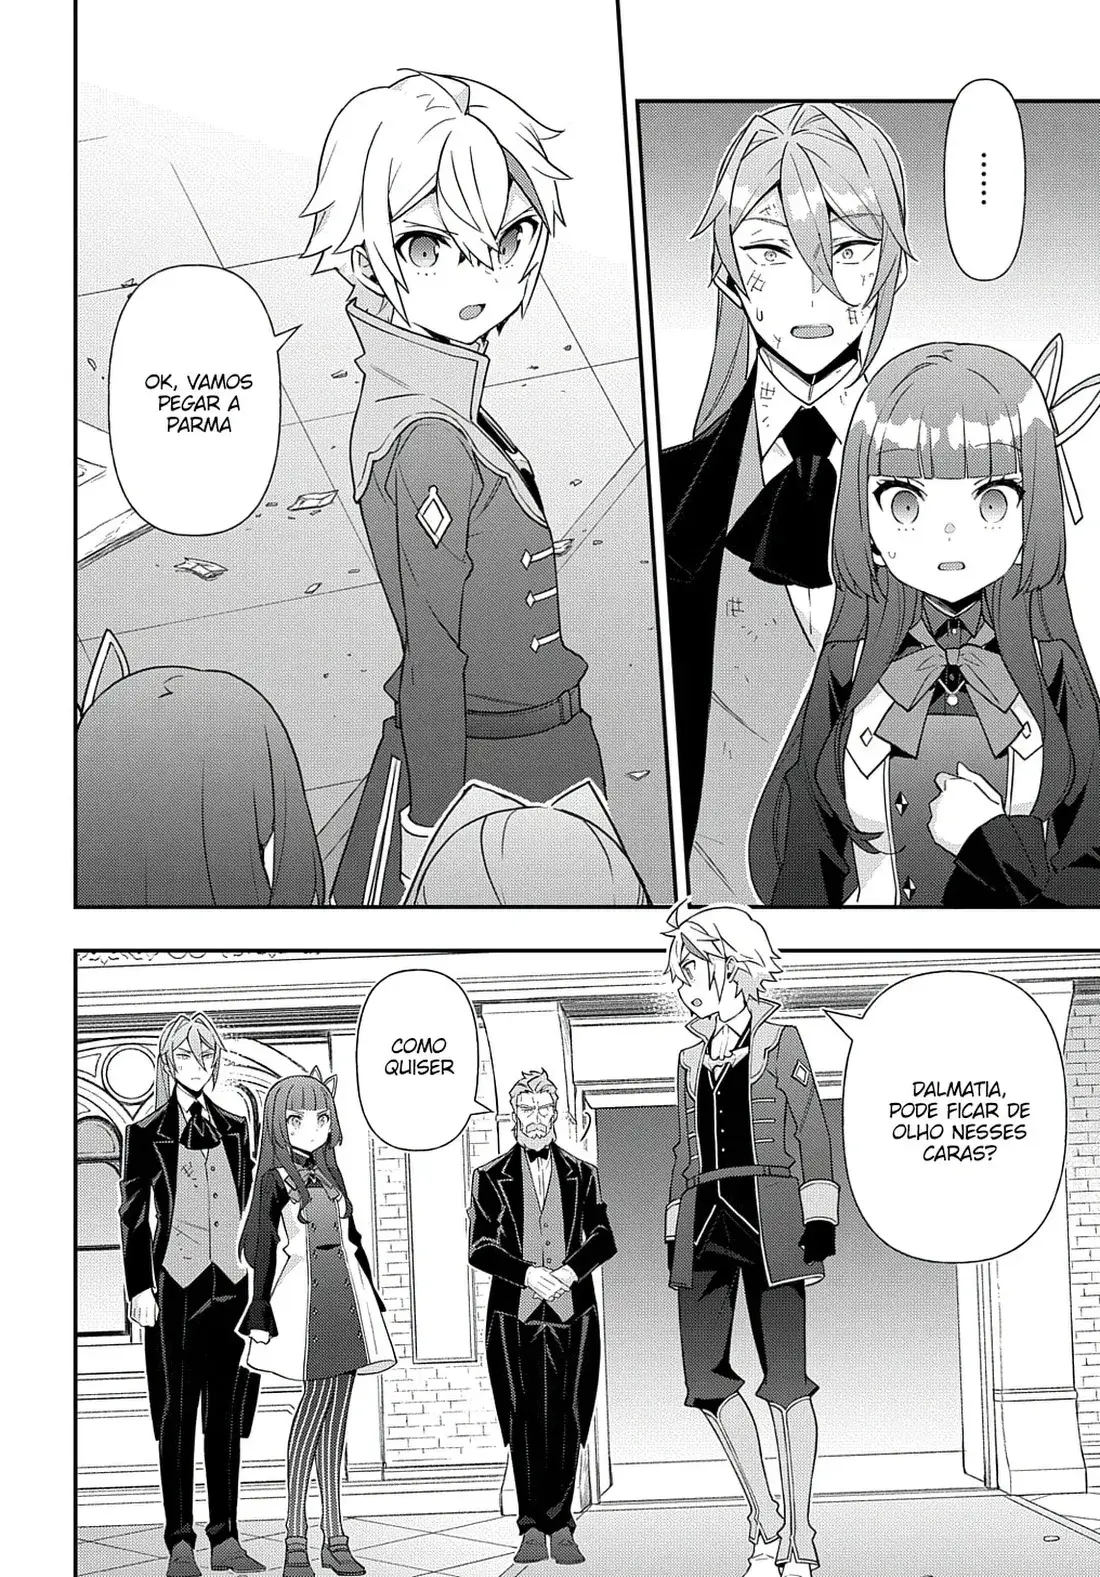 ......
OK, VAMOS
PEGAR A
PARMA
DALMATIA,
PODE FICAR DE
OLHO NESSES
CARAS?
COMO
QUISER